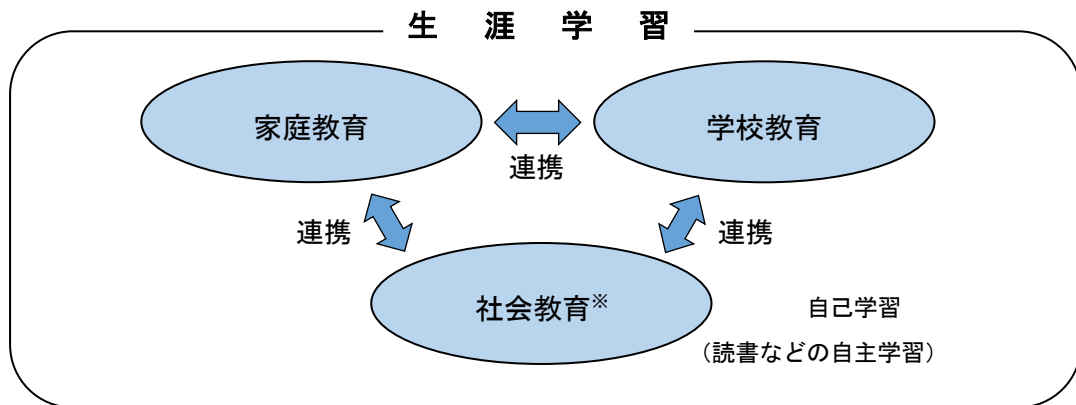 生 涯 学 習
家庭教育
学校教育
連携
連携
連携
社会教育※
自己学習
（読書などの自主学習）